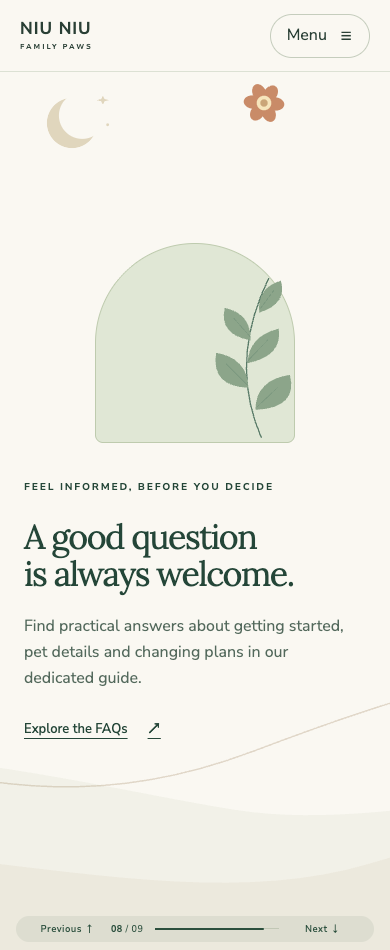 NIU NIU
FAMILY PAWS
Menu ≡
FEEL INFORMED, BEFORE YOU DECIDE
A good question
is always welcome.
Find practical answers about getting started,
pet details and changing plans in our
dedicated guide.
Explore the FAQs ↗
Previous ↑ 08 / 09 Next ↓